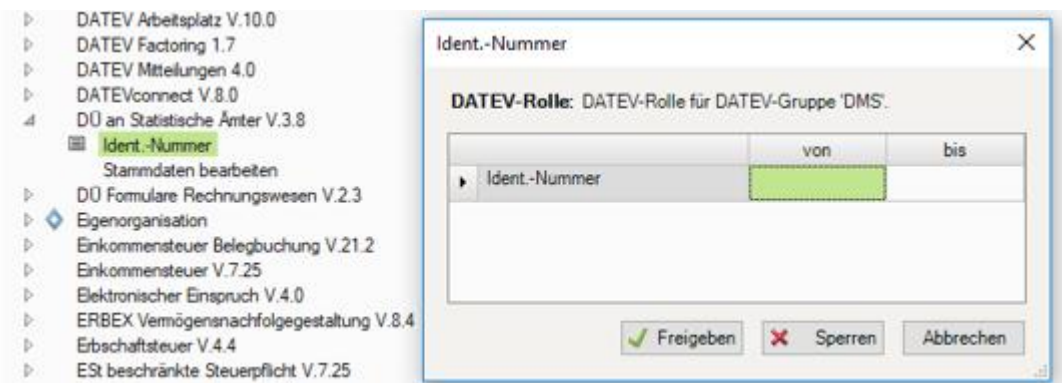 DATEV Arbeitsplatz V.10.0
DATEV Factoring 1.7
DATEV Mitteilungen 4.0
DATEVconnect V.8.0
DÜ an Statistische Ämter V.3.8
Ident.-Nummer
Stammdaten bearbeiten
DÜ Formulare Rechnungswesen V.2.3
Eigenorganisation
Einkommensteuer Belegbuchung V.21.2
Einkommensteuer V.7.25
Elektronischer Einspruch V.4.0
ERBEX Vermögensnachfolgegestaltung V.8.4
Erbschaftsteuer V.4.4
ESt beschränkte Steuerpflicht V.7.25
Ident.-Nummer
DATEV-Rolle: DATEV-Rolle für DATEV-Gruppe 'DMS'.
von bis
Ident.-Nummer
Freigeben Sperren Abbrechen